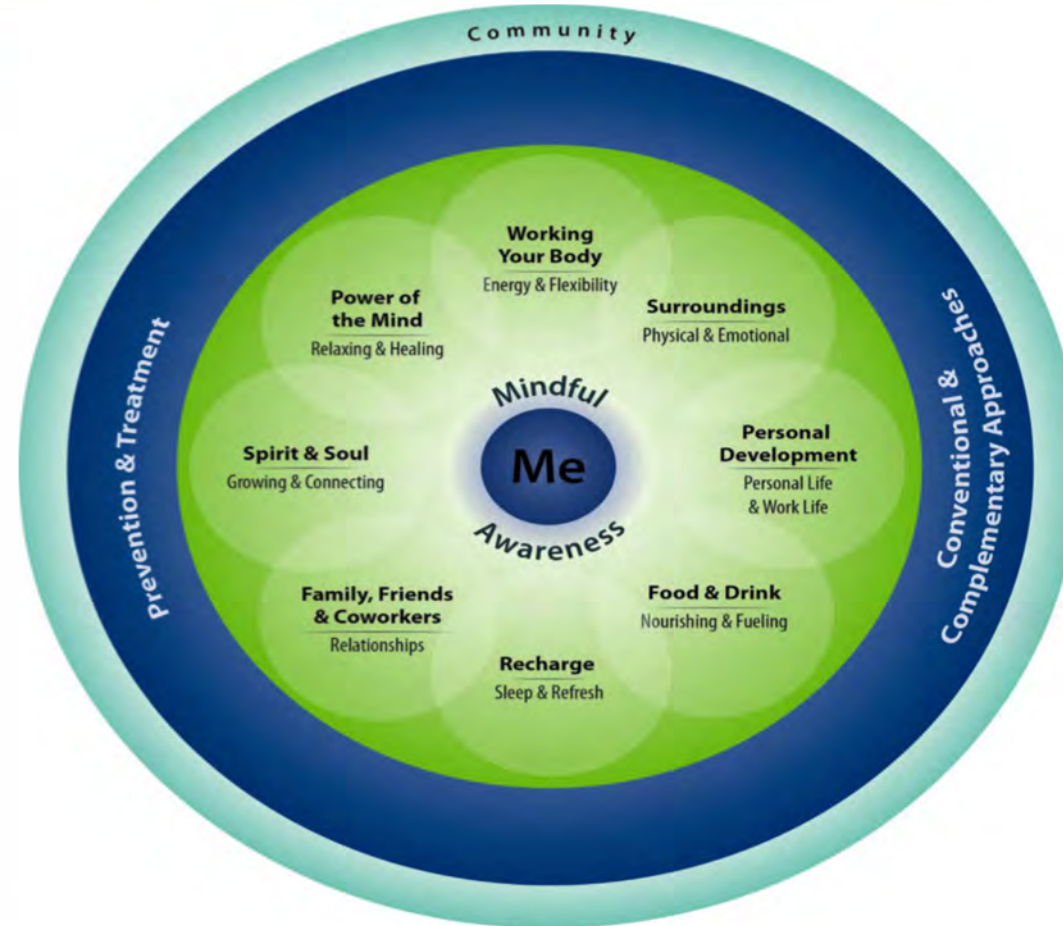 Community
Prevention & Treatment
Conventional &
Complementary Approaches
Working
Your Body
Energy & Flexibility
Surroundings
Physical & Emotional
Personal
Development
Personal Life
& Work Life
Food & Drink
Nourishing & Fueling
Recharge
Sleep & Refresh
Family, Friends
& Coworkers
Relationships
Spirit & Soul
Growing & Connecting
Power of
the Mind
Relaxing & Healing
Mindful
Me
Awareness